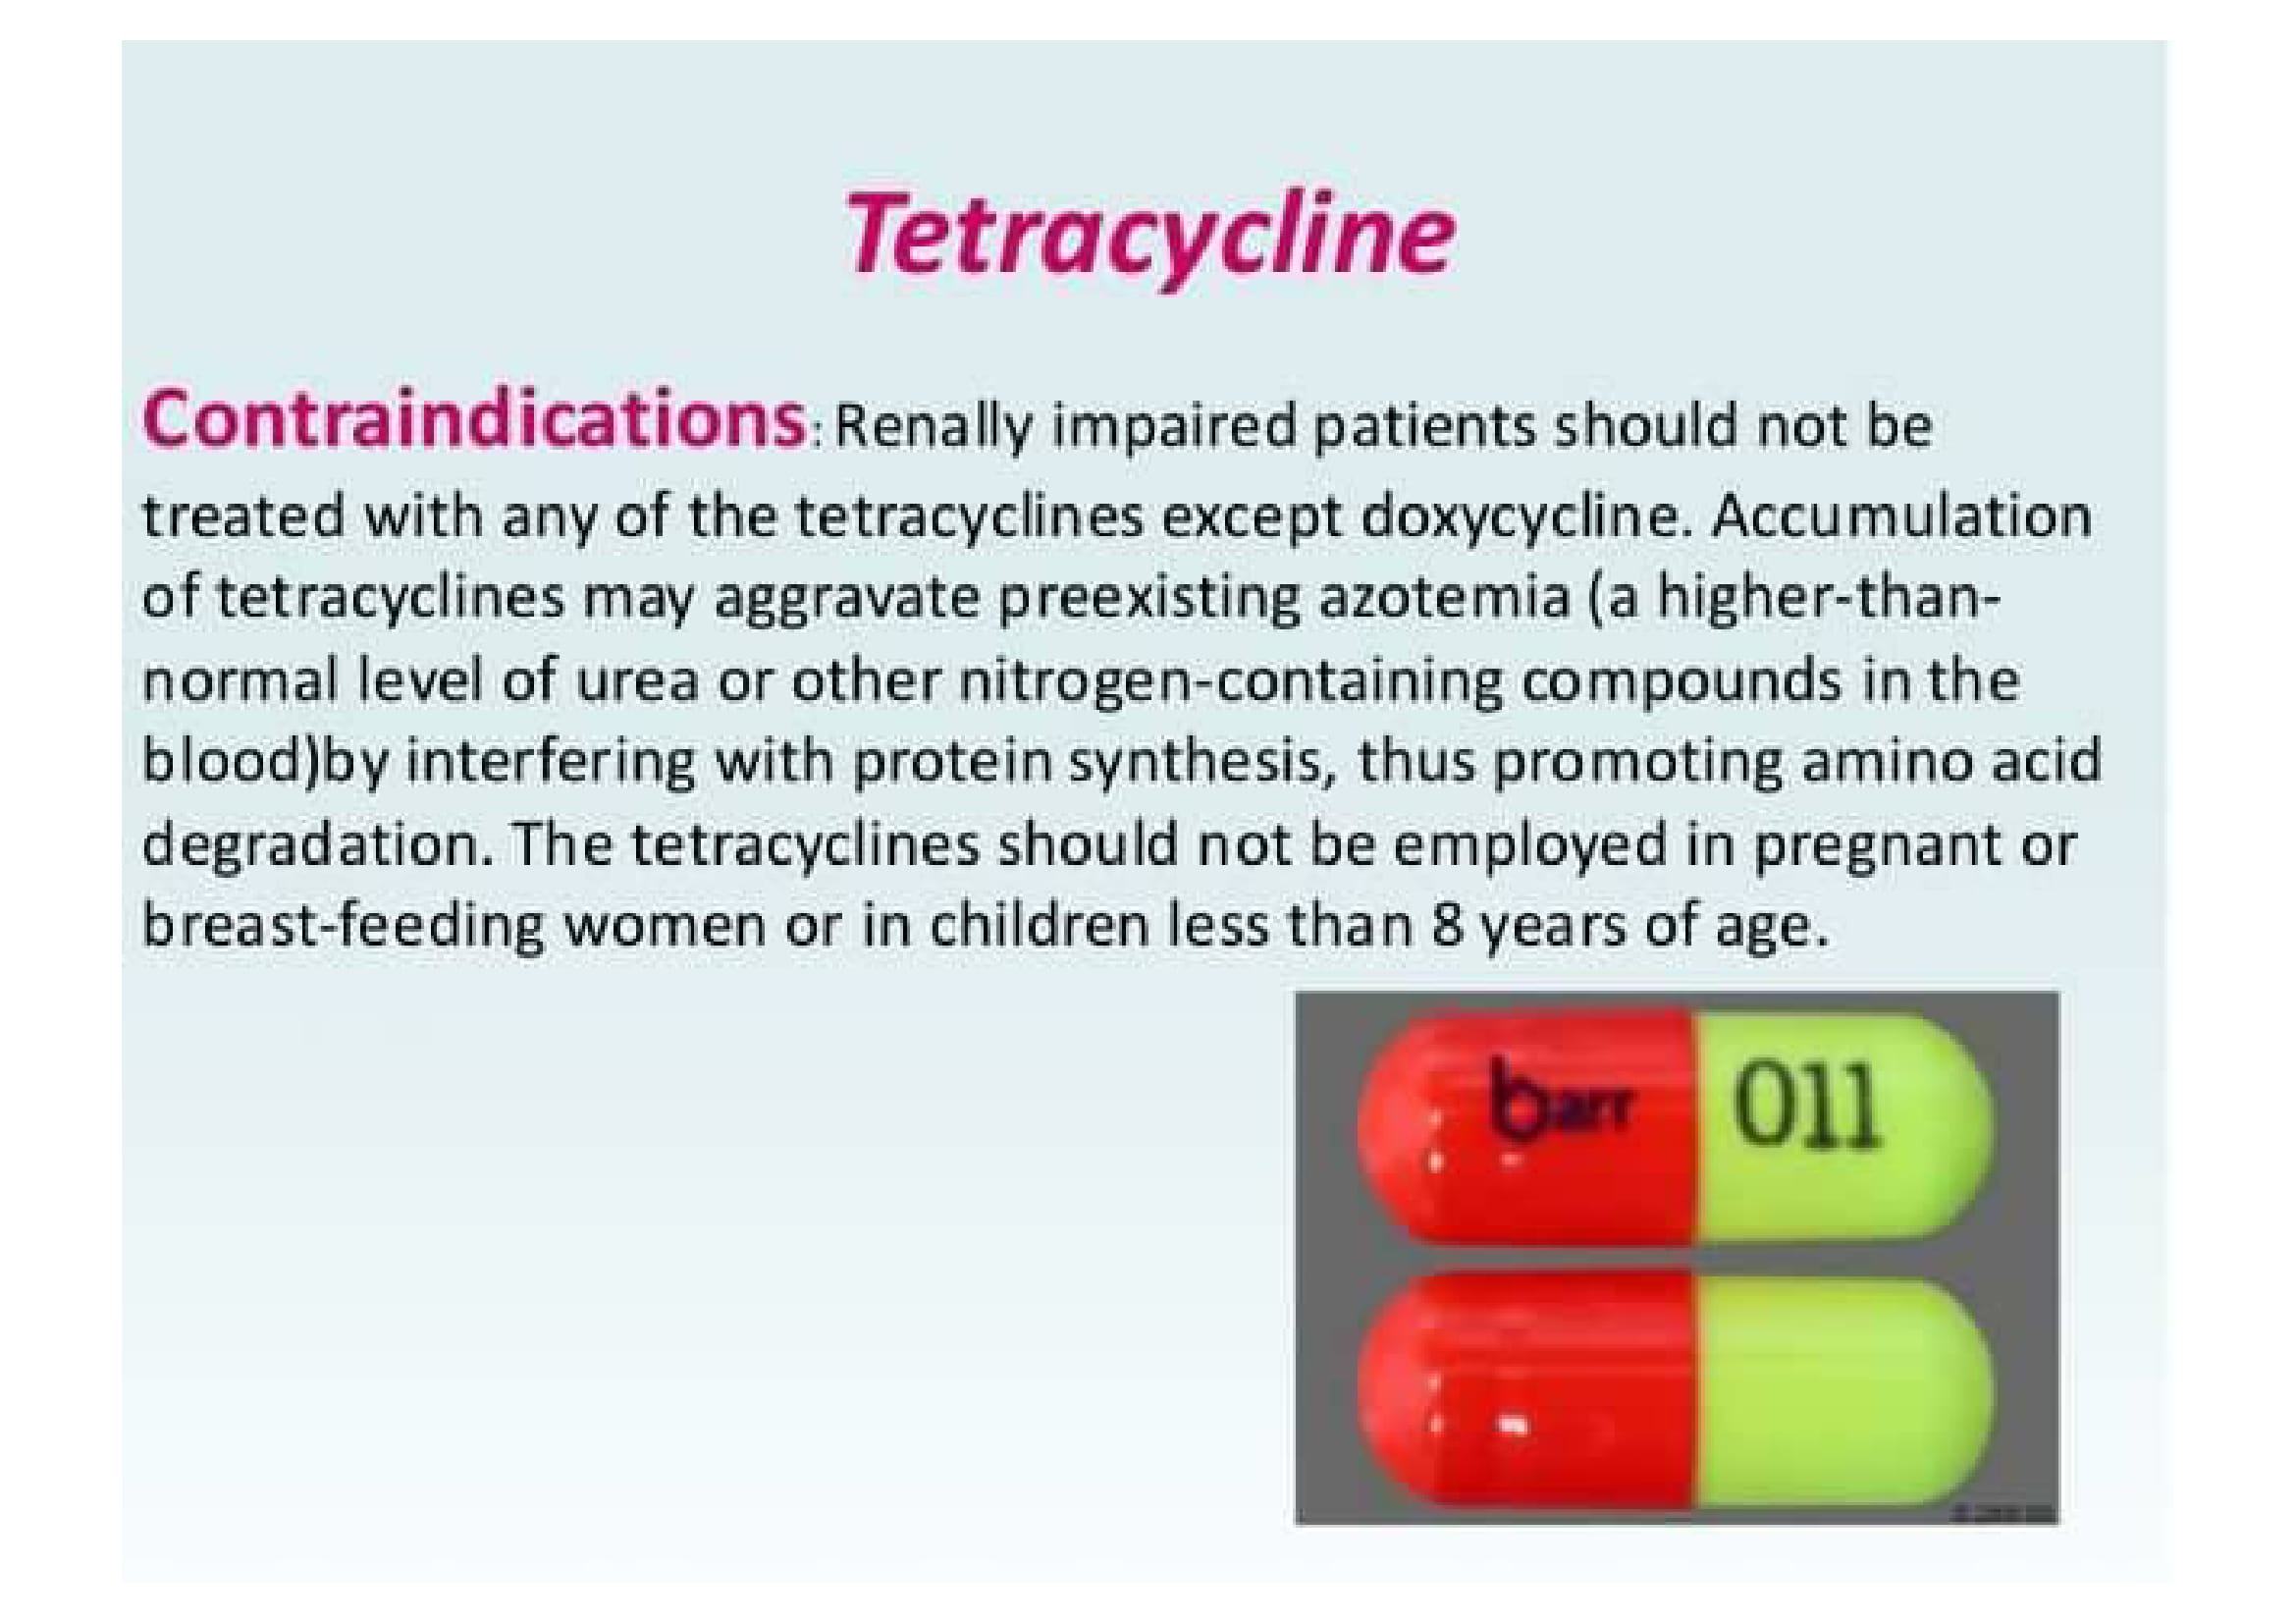 Tetracycline
Contraindications: Renally impaired patients should not be
treated with any of the tetracyclines except doxycycline. Accumulation
of tetracyclines may aggravate preexisting azotemia (a higher-than-
normal level of urea or other nitrogen-containing compounds in the
blood)by interfering with protein synthesis, thus promoting amino acid
degradation. The tetracyclines should not be employed in pregnant or
breast-feeding women or in children less than 8 years of age.
barr 011